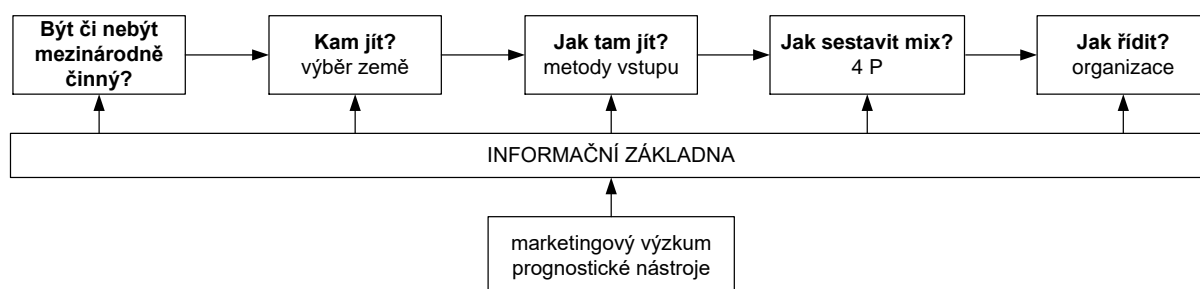 Být či nebýt
mezinárodně
činný?
Kam jít?
výběr země
Jak tam jít?
metody vstupu
Jak sestavit mix?
4 P
Jak řídit?
organizace
INFORMAČNÍ ZÁKLADNA
marketingový výzkum
prognostické nástroje